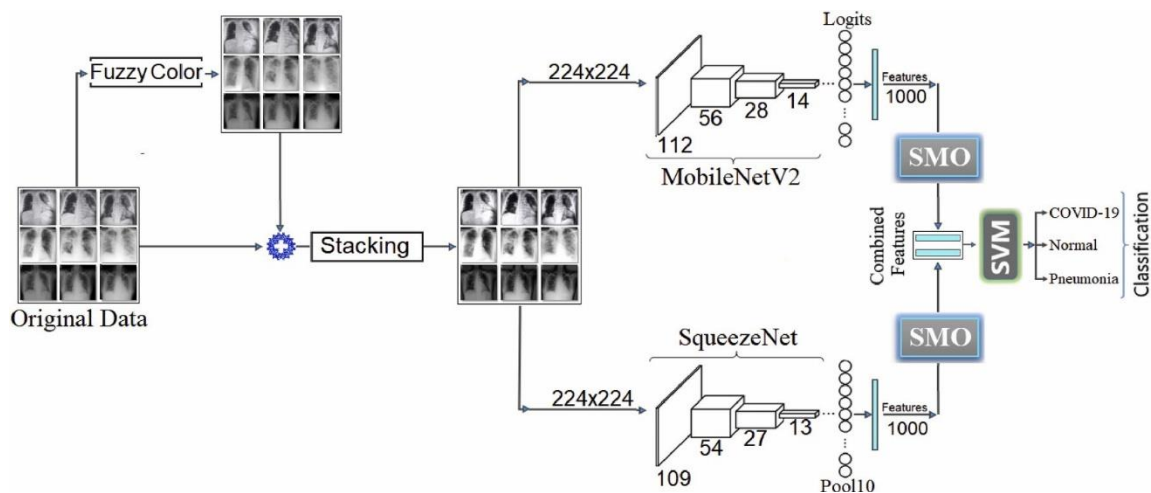 Fuzzy Color
Original Data
Stacking
224x224
112
56
28
14
MobileNetV2
Logits
Features
1000
SMO
Combined
Features
SVM
COVID-19
Normal
Pneumonia
Classification
224x224
SqueezeNet
109
54
27
13
Pool10
Features
1000
SMO